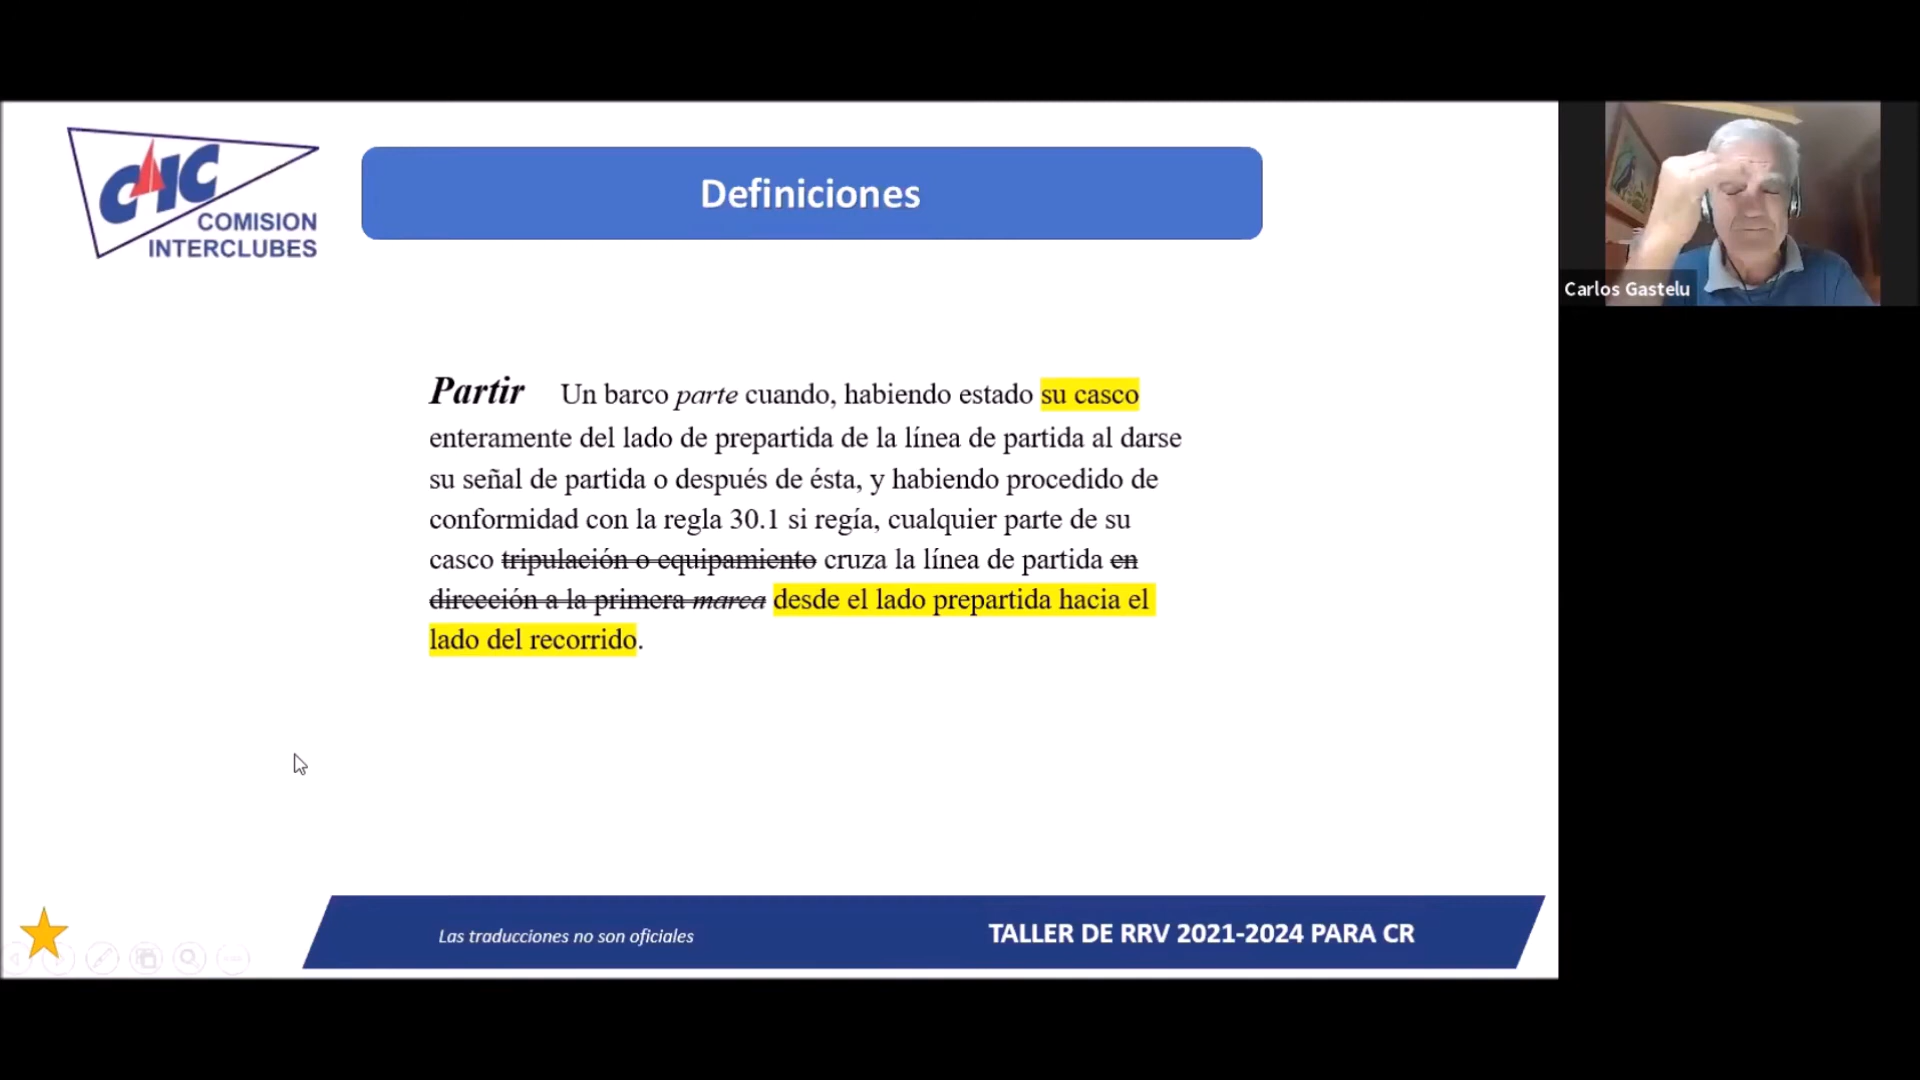 CIC
COMISION
INTERCLUBES
Definiciones
Carlos Gastelu
Partir Un barco parte cuando, habiendo estado su casco
enteramente del lado de prepartida de la línea de partida al darse
su señal de partida o después de ésta, y habiendo procedido de
conformidad con la regla 30.1 si regía, cualquier parte de su
casco tripulación o equipamiento cruza la línea de partida en
dirección a la primera marca desde el lado prepartida hacia el
lado del recorrido.
Las traducciones no son oficiales
TALLER DE RRV 2021-2024 PARA CR